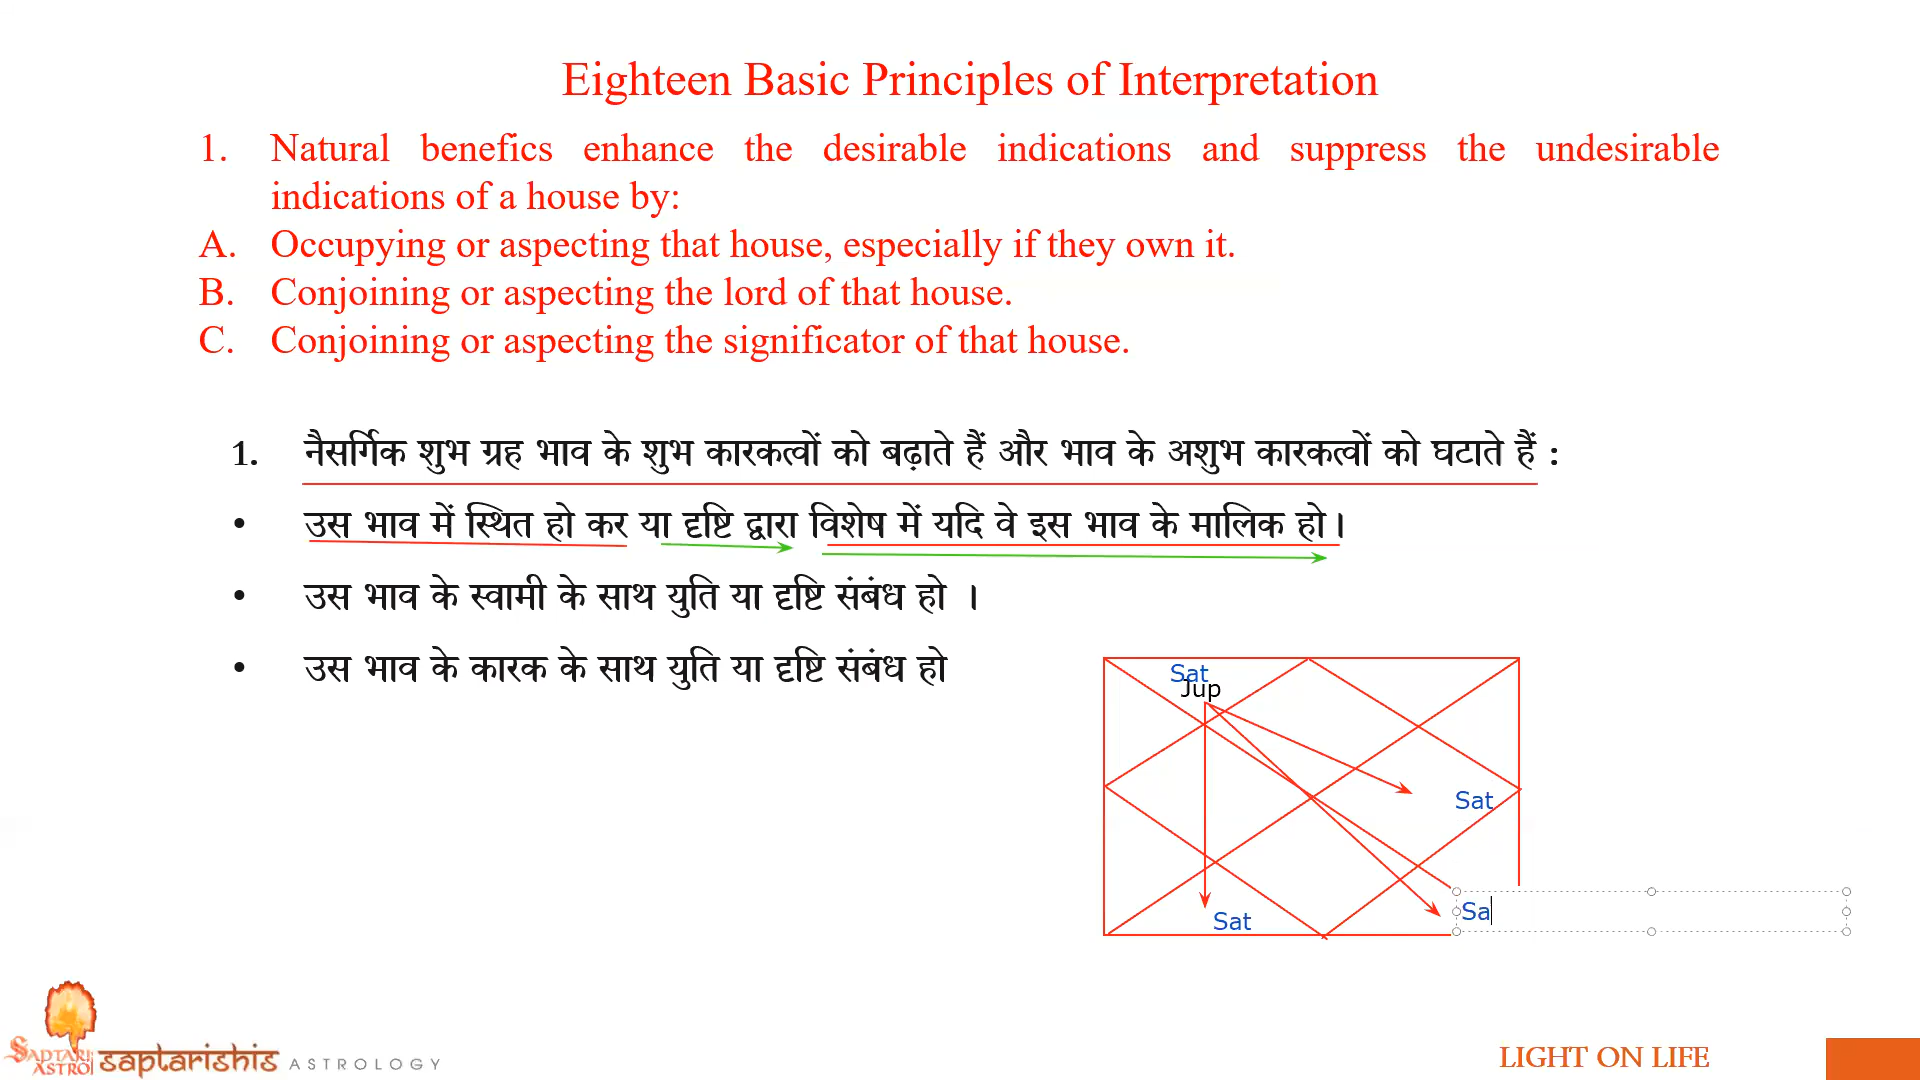 Eighteen Basic Principles of Interpretation
1. Natural benefics enhance the desirable indications and suppress the undesirable
indications of a house by:
A. Occupying or aspecting that house, especially if they own it.
B. Conjoining or aspecting the lord of that house.
C. Conjoining or aspecting the significator of that house.
1. नैसर्गिक शुभ ग्रह भाव के शुभ कारकत्वों को बढ़ाते हैं और भाव के अशुभ कारकत्वों को घटाते हैं :
• उस भाव में स्थित हो कर या दृष्टि द्वारा विशेष में यदि वे इस भाव के मालिक हो।
• उस भाव के स्वामी के साथ युति या दृष्टि संबंध हो ।
• उस भाव के कारक के साथ युति या दृष्टि संबंध हो
Sat
Jup
Sat
Sa
Sat
SAPTARI
ASTROL
saptarishis ASTROLOGY
LIGHT ON LIFE